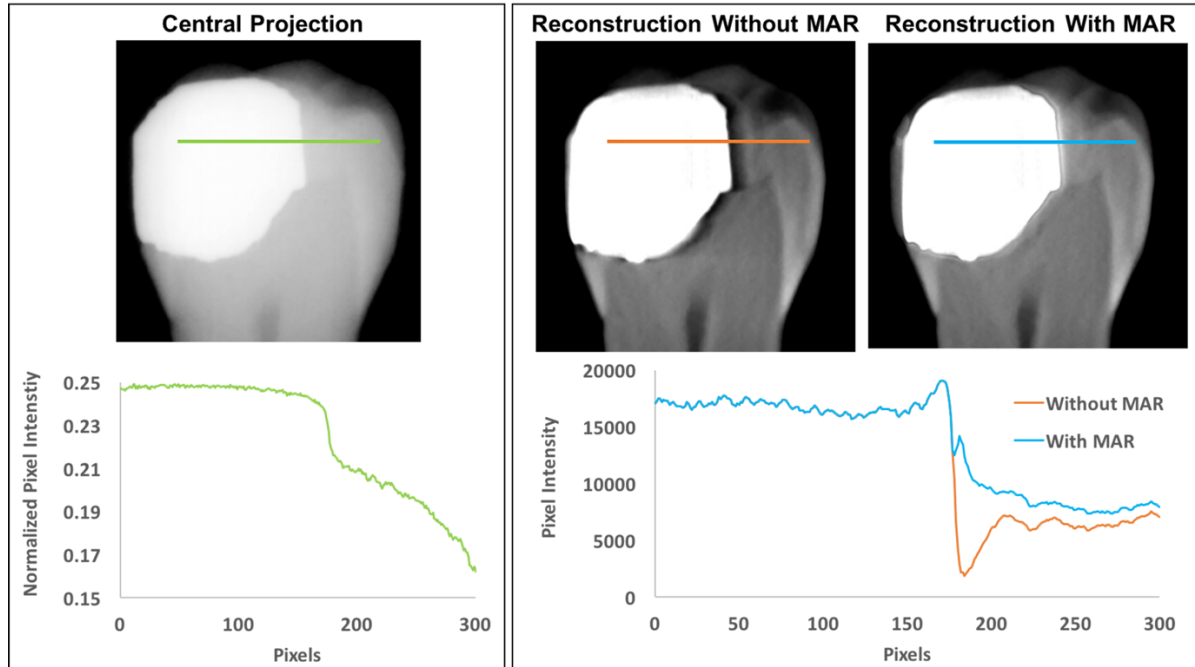 Central Projection
Normalized Pixel Intenstiy
0.25
0.23
0.21
0.19
0.17
0.15
0
100
200
300
Pixels
Reconstruction Without MAR
Reconstruction With MAR
Pixel Intensity
20000
15000
10000
5000
0
Without MAR
With MAR
0
50
100
150
200
250
300
Pixels